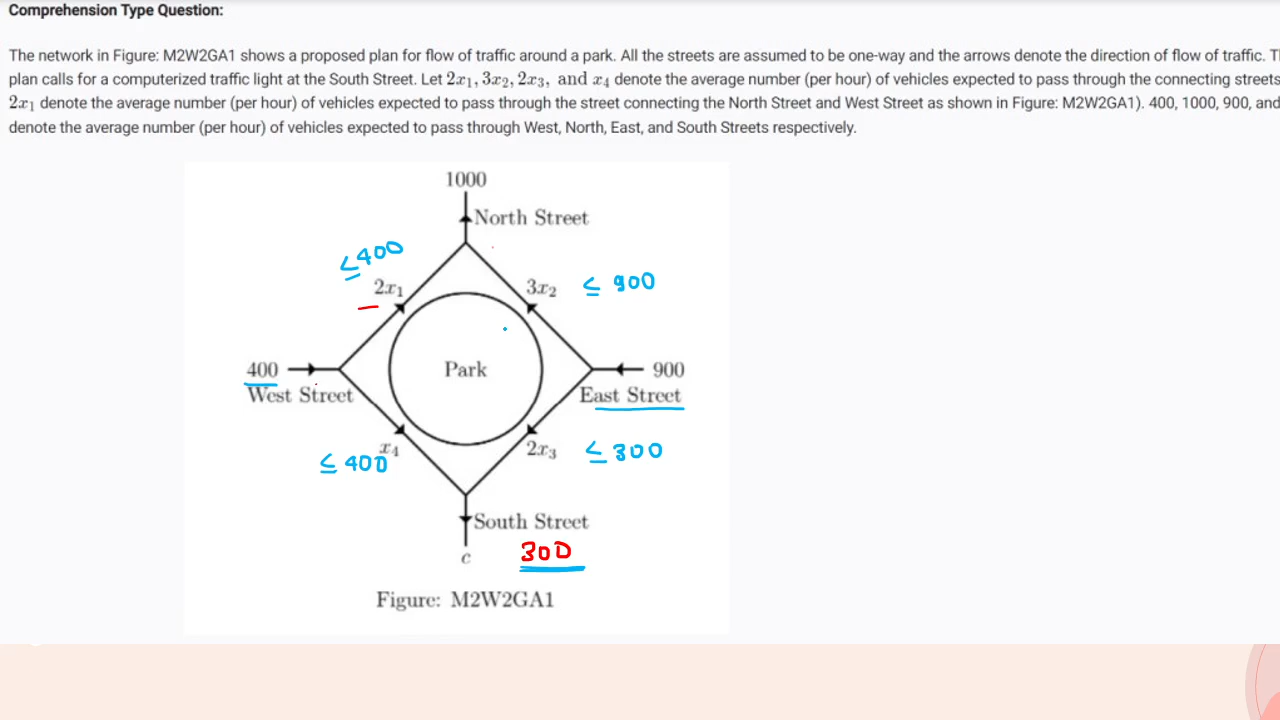 Comprehension Type Question:
The network in Figure: M2W2GA1 shows a proposed plan for flow of traffic around a park. All the streets are assumed to be one-way and the arrows denote the direction of flow of traffic.
plan calls for a computerized traffic light at the South Street. Let 2x₁, 3x₂, 2x₃, and x₄ denote the average number (per hour) of vehicles expected to pass through the connecting streets
2x₁ denote the average number (per hour) of vehicles expected to pass through the street connecting the North Street and West Street as shown in Figure: M2W2GA1). 400, 1000, 900, and
denote the average number (per hour) of vehicles expected to pass through West, North, East, and South Streets respectively.
1000
North Street
≤400
2x₁ 3x₂ ≤ 900
400 Park 900
West Street East Street
x₄ 2x₃ ≤ 300
≤ 400
South Street
c 300
Figure: M2W2GA1